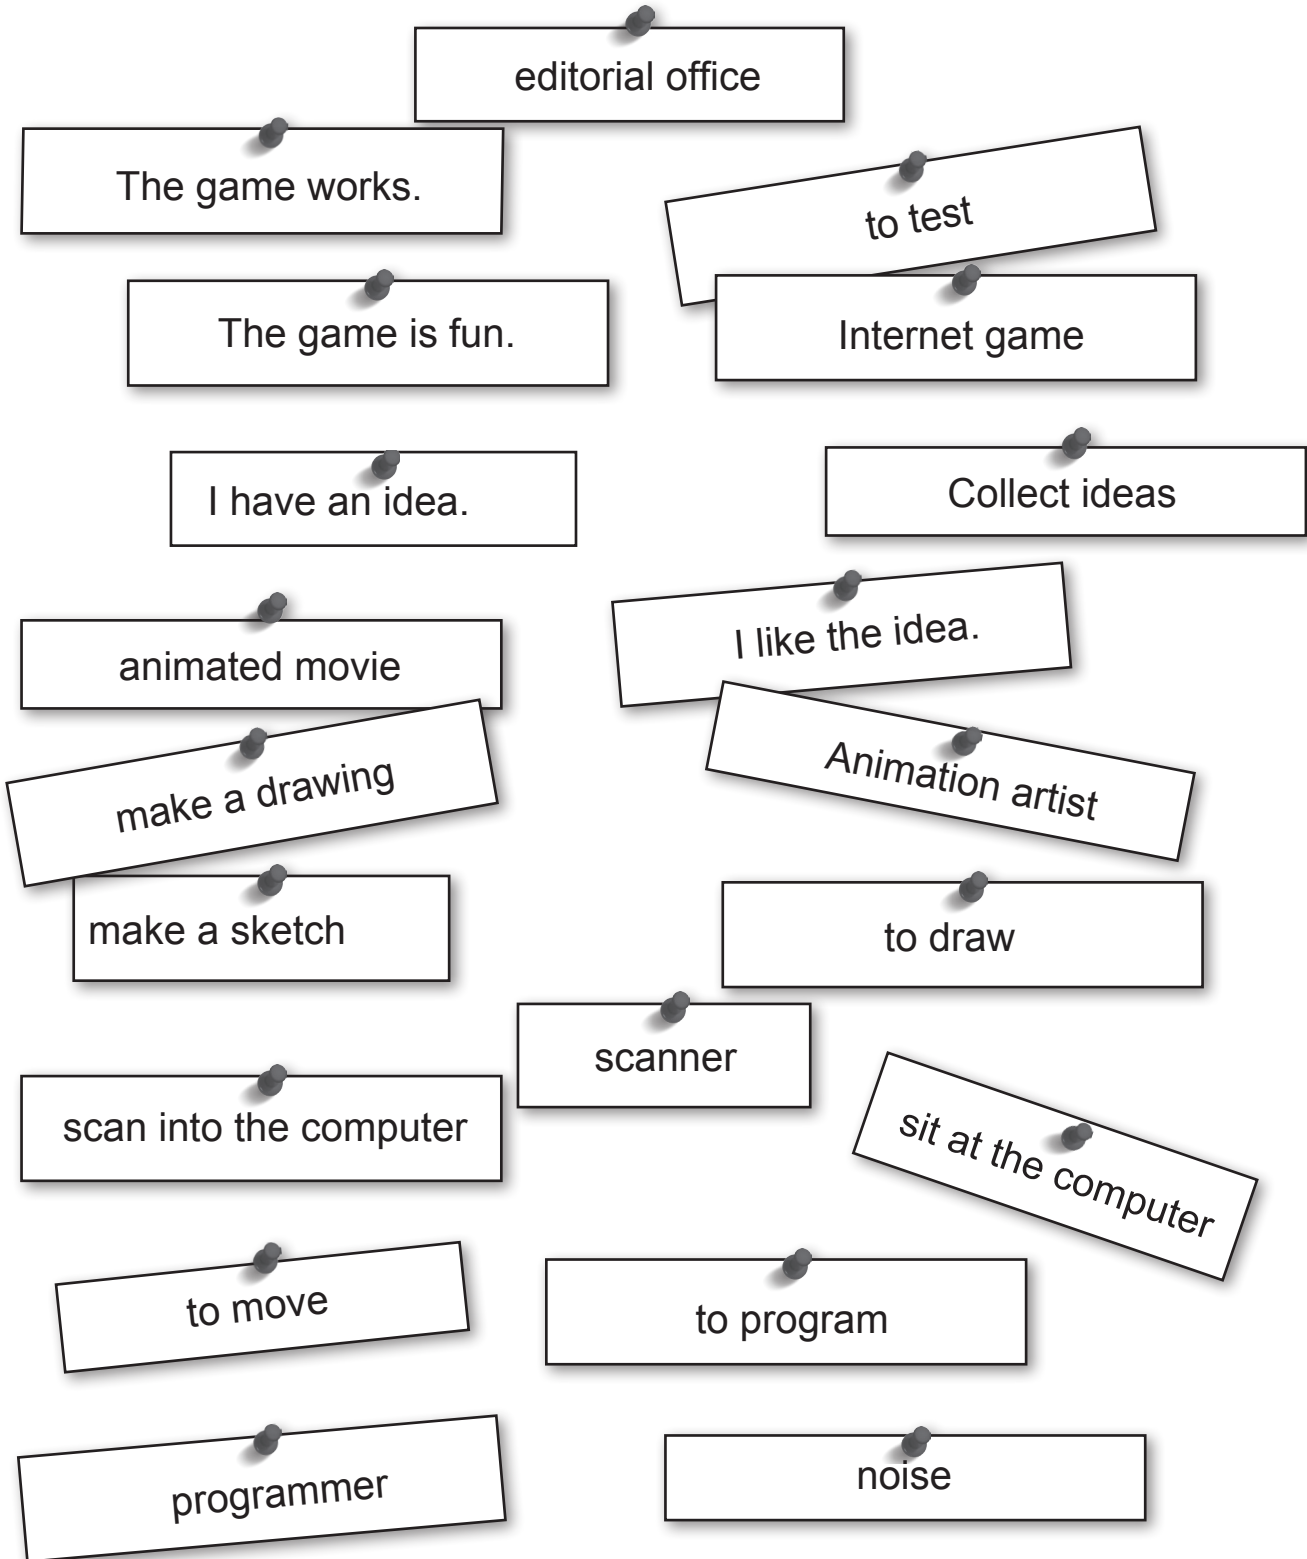 editorial office
The game works.
to test
The game is fun.
Internet game
I have an idea.
Collect ideas
animated movie
I like the idea.
make a drawing
Animation artist
make a sketch
to draw
scanner
scan into the computer
sit at the computer
to move
to program
programmer
noise